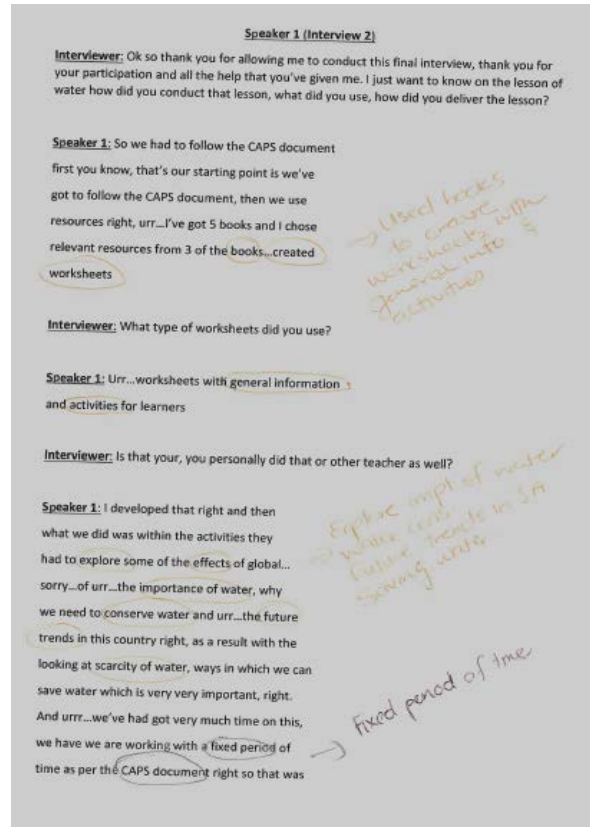 Speaker 1 (Interview 2)
Interviewer: Ok so thank you for allowing me to conduct this final interview, thank you for
your participation and all the help that you've given me. I just want to know on the lesson of
water how did you conduct that lesson, what did you use, how did you deliver the lesson?
Speaker 1: So we had to follow the CAPS document
first you know, that's our starting point is we've
got to follow the CAPS document, then we use
resources right, urr...I've got 5 books and I chose
relevant resources from 3 of the books...created
worksheets
Used books
to create
worksheets with
general info &
activities
Interviewer: What type of worksheets did you use?
Speaker 1: Urr...worksheets with general information
and activities for learners
Interviewer: Is that your, you personally did that or other teacher as well?
Speaker 1: I developed that right and then
what we did was within the activities they
had to explore some of the effects of global...
sorry...of urr...the importance of water, why
we need to conserve water and urr...the future
trends in this country right, as a result with the
looking at scarcity of water, ways in which we can
save water which is very very important, right.
And urrr...we've had got very much time on this,
we have we are working with a fixed period of
time as per the CAPS document right so that was
Explore impt of water
water cons
future trends in SA
saving water
Fixed period of time